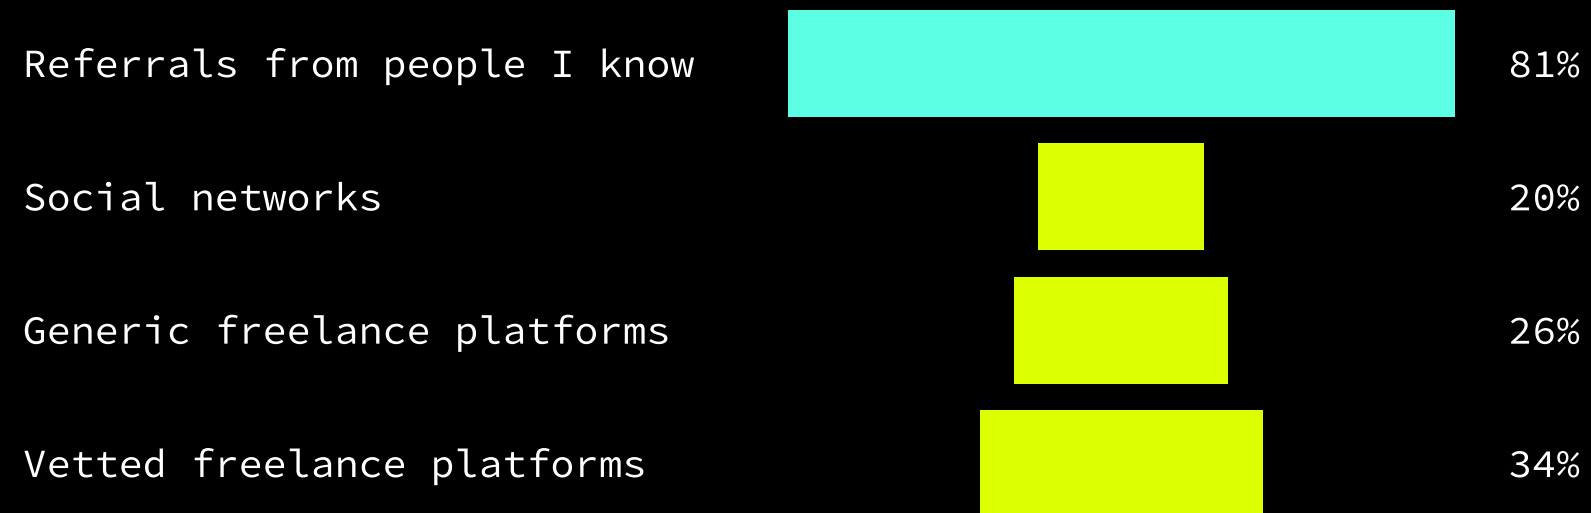 Referrals from people I know 81%
Social networks 20%
Generic freelance platforms 26%
Vetted freelance platforms 34%